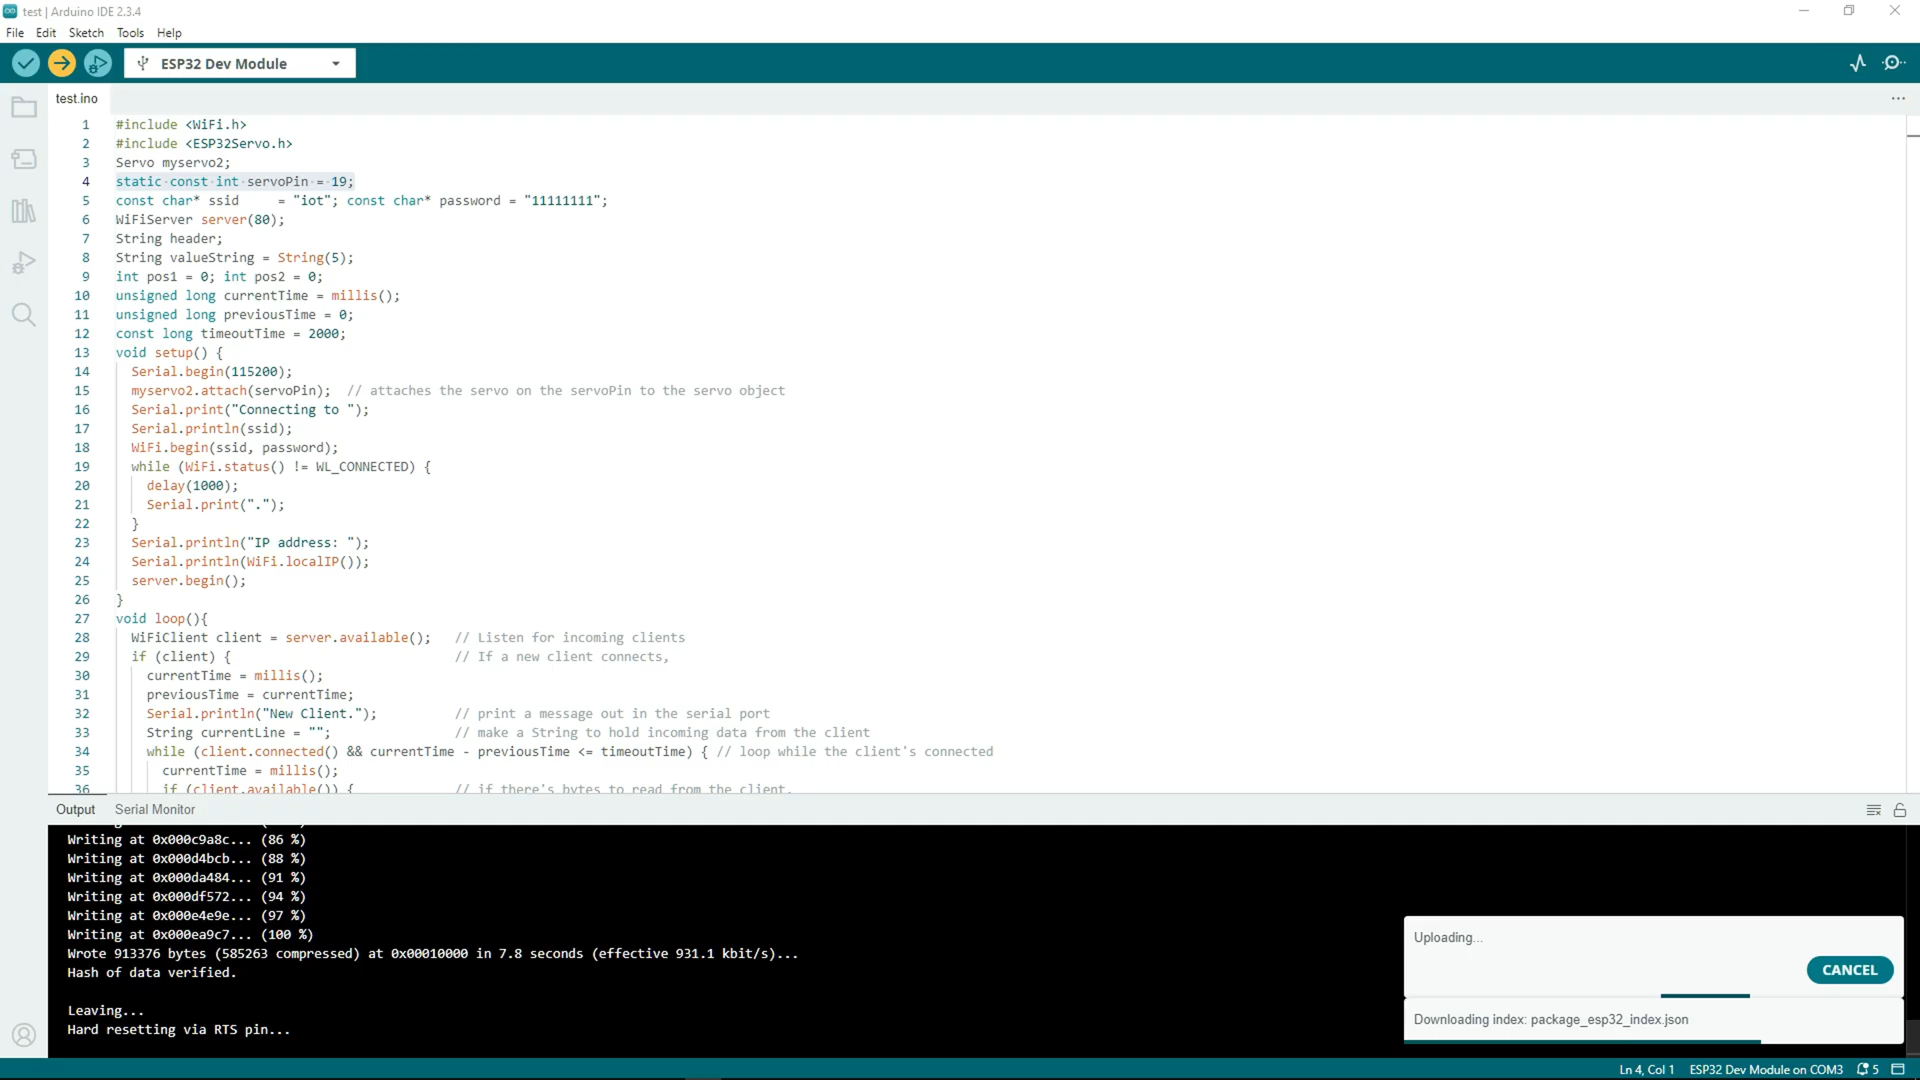 test | Arduino IDE 2.3.4
File Edit Sketch Tools Help
ESP32 Dev Module
test.ino
1 #include <WiFi.h>
2 #include <ESP32Servo.h>
3 Servo myservo2;
4 static const int servoPin = 19;
5 const char* ssid     = "iot"; const char* password = "11111111";
6 WiFiServer server(80);
7 String header;
8 String valueString = String(5);
9 int pos1 = 0; int pos2 = 0;
10 unsigned long currentTime = millis();
11 unsigned long previousTime = 0;
12 const long timeoutTime = 2000;
13 void setup() {
14   Serial.begin(115200);
15   myservo2.attach(servoPin);  // attaches the servo on the servoPin to the servo object
16   Serial.print("Connecting to ");
17   Serial.println(ssid);
18   WiFi.begin(ssid, password);
19   while (WiFi.status() != WL_CONNECTED) {
20     delay(1000);
21     Serial.print(".");
22   }
23   Serial.println("IP address: ");
24   Serial.println(WiFi.localIP());
25   server.begin();
26 }
27 void loop(){
28   WiFiClient client = server.available();   // Listen for incoming clients
29   if (client) {                             // If a new client connects,
30     currentTime = millis();
31     previousTime = currentTime;
32     Serial.println("New Client.");          // print a message out in the serial port
33     String currentLine = "";                // make a String to hold incoming data from the client
34     while (client.connected() && currentTime - previousTime <= timeoutTime) { // loop while the client's connected
35       currentTime = millis();
36       if (client.available()) {             // if there's bytes to read from the client,
Output Serial Monitor
Writing at 0x000c9a8c... (86 %)
Writing at 0x000d4bcb... (88 %)
Writing at 0x000da484... (91 %)
Writing at 0x000df572... (94 %)
Writing at 0x000e4e9e... (97 %)
Writing at 0x000ea9c7... (100 %)
Wrote 913376 bytes (585263 compressed) at 0x00010000 in 7.8 seconds (effective 931.1 kbit/s)...
Hash of data verified.
Leaving...
Hard resetting via RTS pin...
Uploading...
CANCEL
Downloading index: package_esp32_index.json
Ln 4, Col 1 ESP32 Dev Module on COM3 5